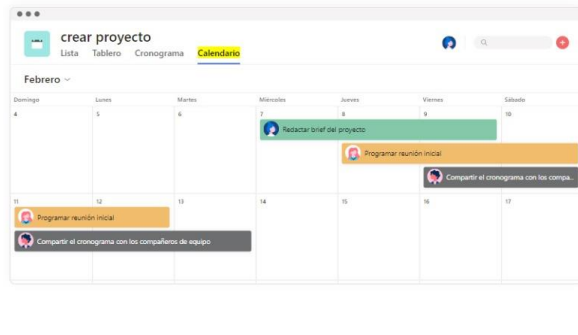 crear proyecto
Lista Tablero Cronograma Calendario
Febrero
Domingo Lunes Martes Miércoles Jueves Viernes Sábado
4 5 6 7 8 9 10
Redactar brief del proyecto
Programar reunión inicial
Compartir el cronograma con los compa...
11 12 13 14 15 16 17
Programar reunión inicial
Compartir el cronograma con los compañeros de equipo